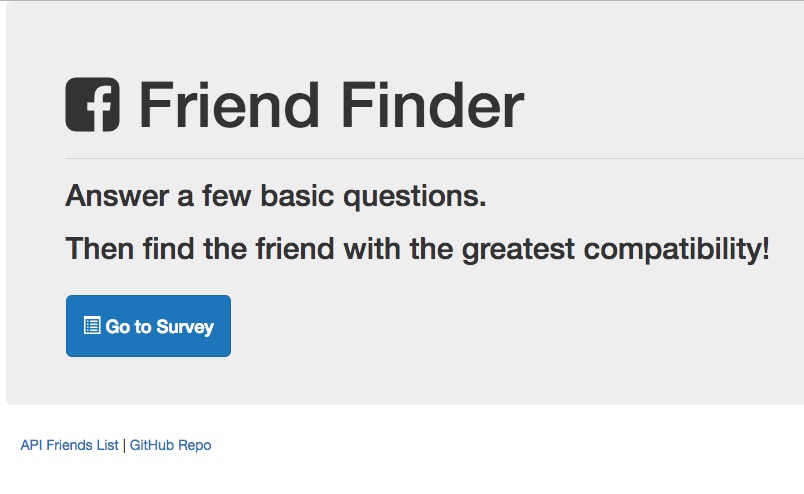 Friend Finder
Answer a few basic questions.
Then find the friend with the greatest compatibility!
Go to Survey
API Friends List | GitHub Repo